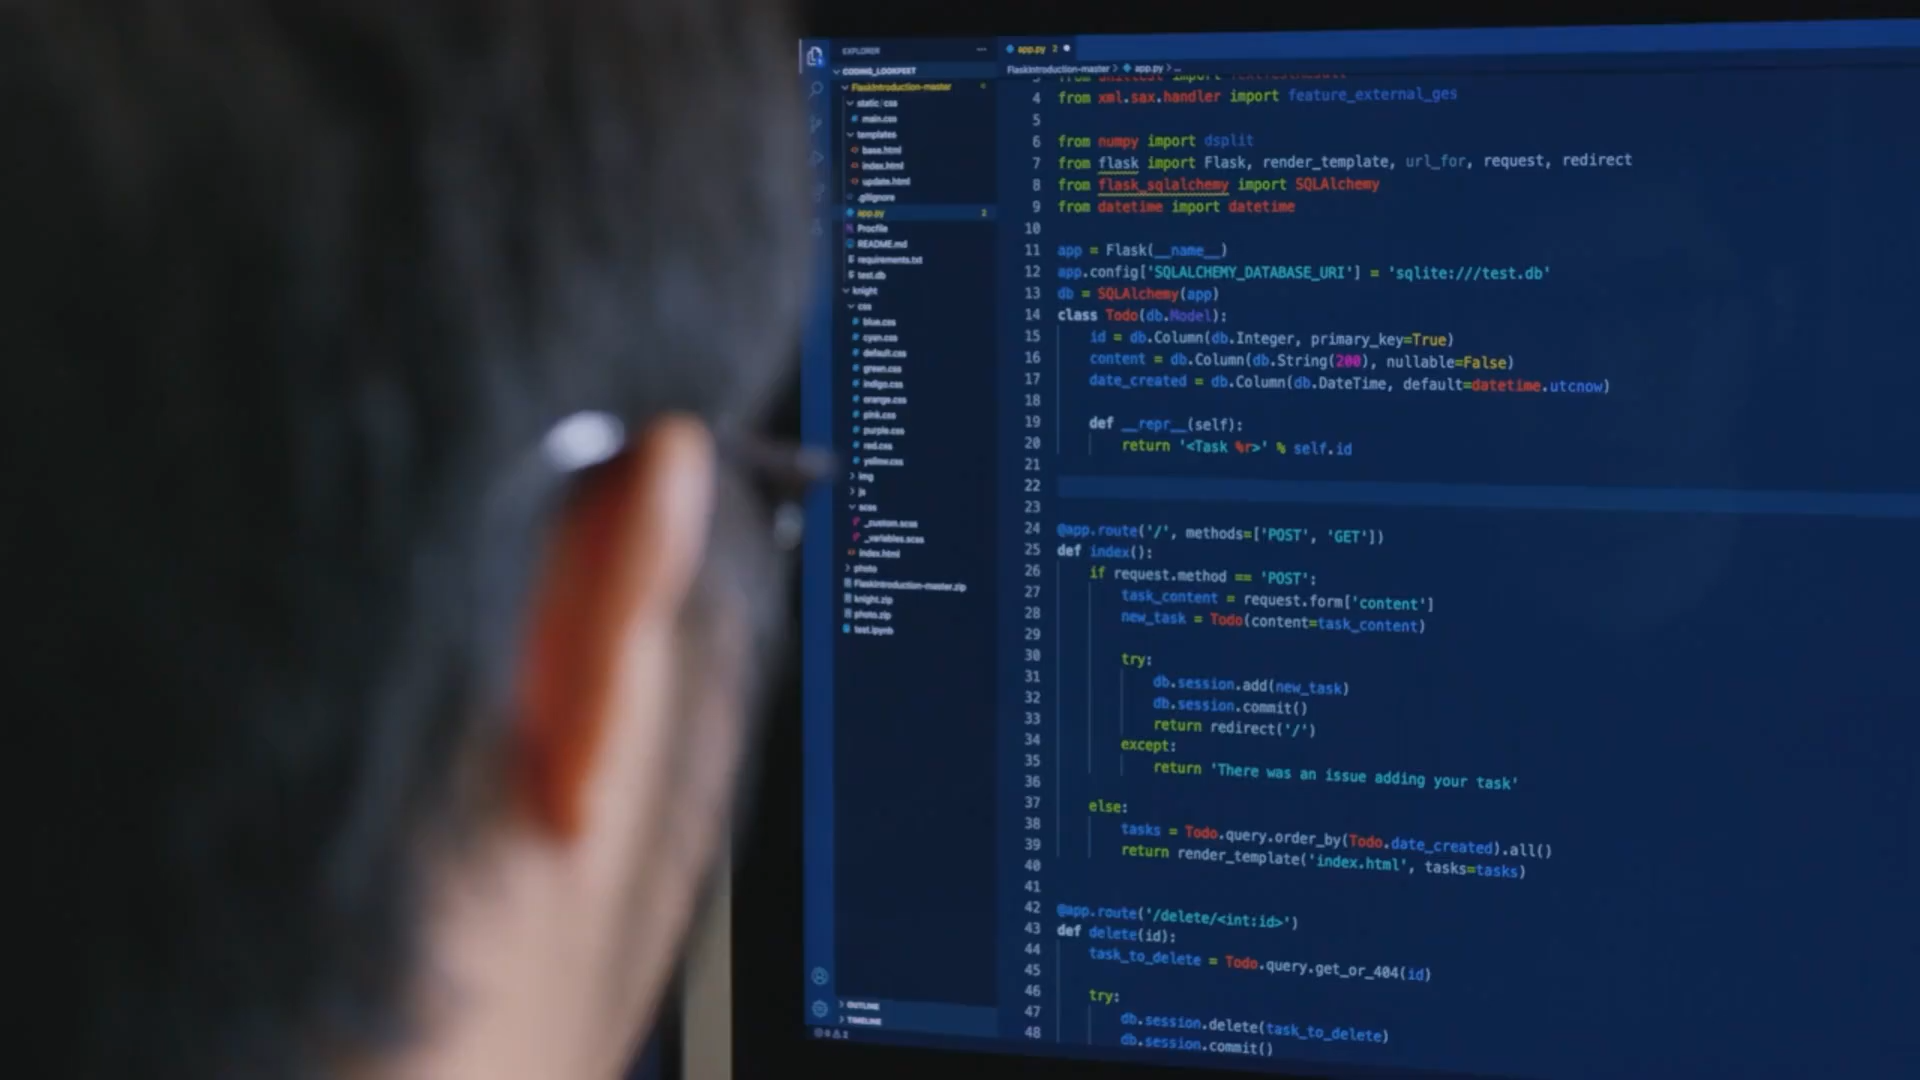 EXPLORER
CODING_LOOKPEET
FlaskIntroduction-master
static/css
main.css
templates
base.html
index.html
update.html
.gitignore
app.py 2
Procfile
README.md
requirements.txt
test.db
knight
css
blue.css
cyan.css
default.css
green.css
indigo.css
orange.css
pink.css
purple.css
red.css
yellow.css
img
js
scss
_custom.scss
_variables.scss
index.html
photo
FlaskIntroduction-master.zip
knight.zip
photo.zip
test.ipynb
OUTLINE
TIMELINE
app.py 2
FlaskIntroduction-master > app.py > ...
4 from xml.sax.handler import feature_external_ges
5
6 from numpy import dsplit
7 from flask import Flask, render_template, url_for, request, redirect
8 from flask_sqlalchemy import SQLAlchemy
9 from datetime import datetime
10
11 app = Flask(__name__)
12 app.config['SQLALCHEMY_DATABASE_URI'] = 'sqlite:///test.db'
13 db = SQLAlchemy(app)
14 class Todo(db.Model):
15 id = db.Column(db.Integer, primary_key=True)
16 content = db.Column(db.String(200), nullable=False)
17 date_created = db.Column(db.DateTime, default=datetime.utcnow)
18
19 def __repr__(self):
20 return '<Task %r>' % self.id
21
22
23
24 @app.route('/', methods=['POST', 'GET'])
25 def index():
26 if request.method == 'POST':
27 task_content = request.form['content']
28 new_task = Todo(content=task_content)
29
30 try:
31 db.session.add(new_task)
32 db.session.commit()
33 return redirect('/')
34 except:
35 return 'There was an issue adding your task'
36
37 else:
38 tasks = Todo.query.order_by(Todo.date_created).all()
39 return render_template('index.html', tasks=tasks)
40
41
42 @app.route('/delete/<int:id>')
43 def delete(id):
44 task_to_delete = Todo.query.get_or_404(id)
45
46 try:
47 db.session.delete(task_to_delete)
48 db.session.commit()